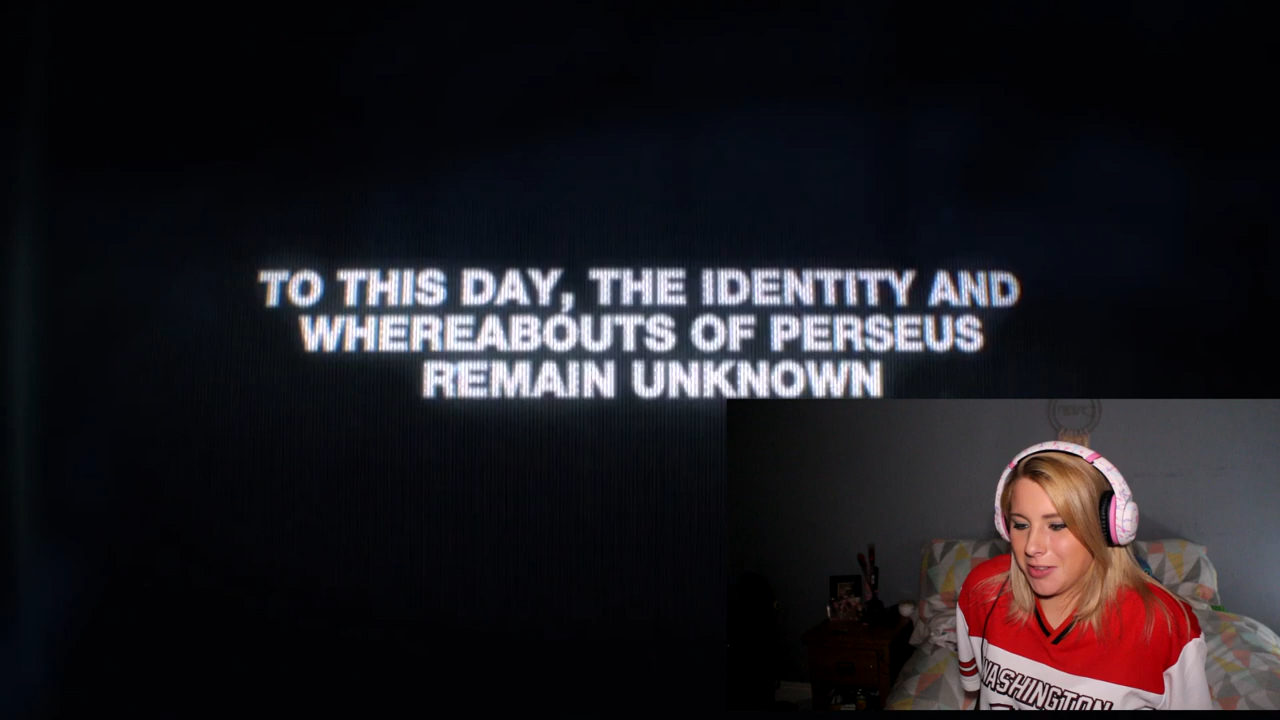 TO THIS DAY, THE IDENTITY AND
WHEREABOUTS OF PERSEUS
REMAIN UNKNOWN
WASHINGTON